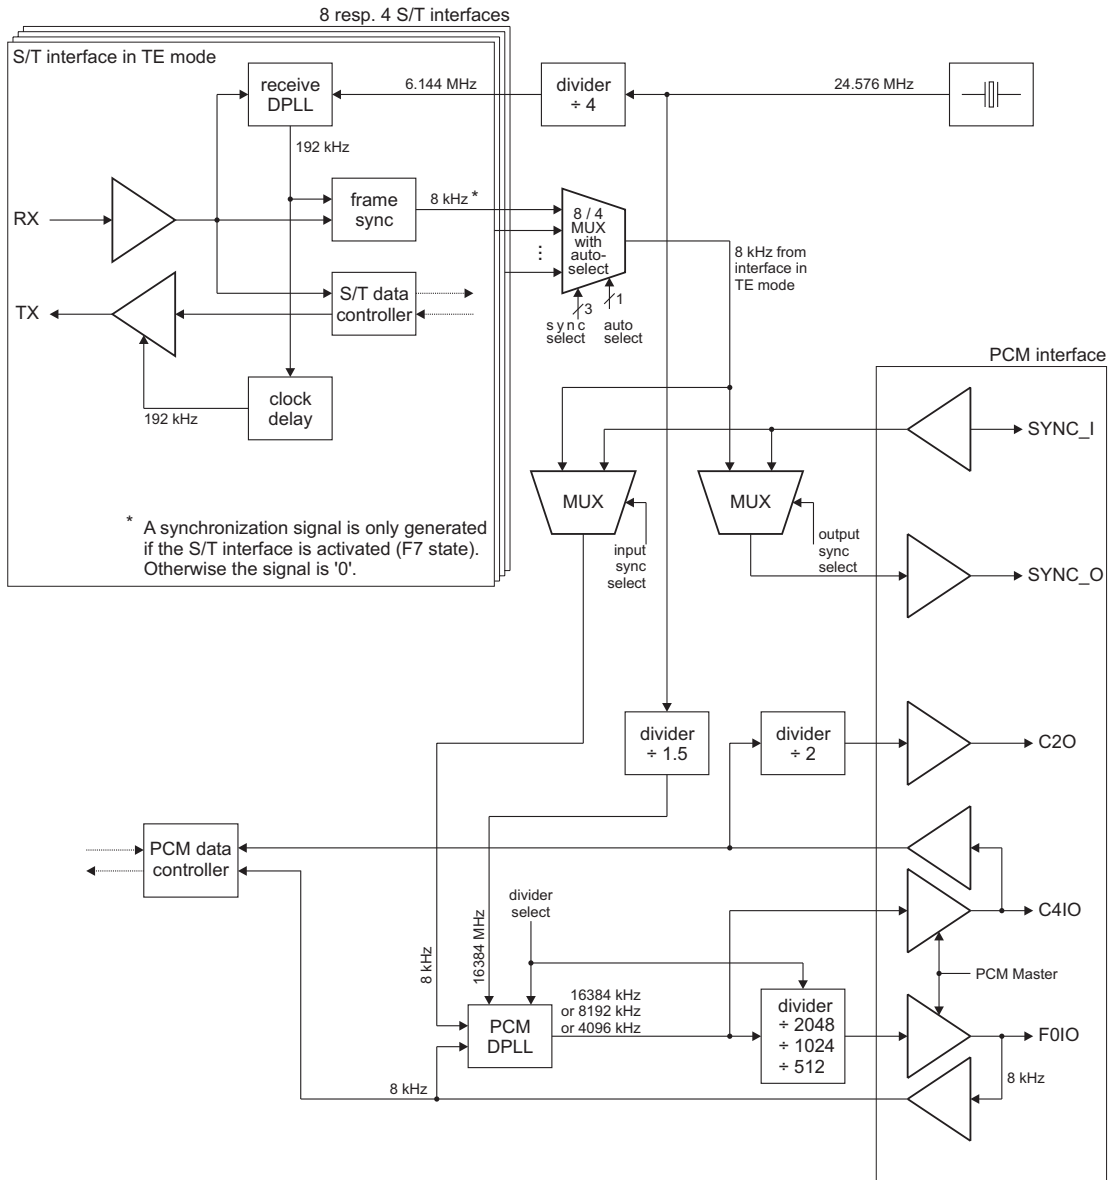 8 resp. 4 S/T interfaces
S/T interface in TE mode
receive
DPLL
6.144 MHz
divider
÷ 4
24.576 MHz
192 kHz
RX
frame
sync
8 kHz *
8 / 4
MUX
with
auto-
select
8 kHz from
interface in
TE mode
TX
S/T data
controller
3
1
sync
select
auto
select
PCM interface
clock
delay
192 kHz
SYNC_I
MUX
MUX
* A synchronization signal is only generated
if the S/T interface is activated (F7 state).
Otherwise the signal is '0'.
input
sync
select
output
sync
select
SYNC_O
divider
÷ 1.5
divider
÷ 2
C2O
PCM data
controller
divider
select
C4IO
8 kHz
16384 MHz
PCM Master
16384 kHz
or 8192 kHz
or 4096 kHz
PCM
DPLL
divider
÷ 2048
÷ 1024
÷ 512
F0IO
8 kHz
8 kHz